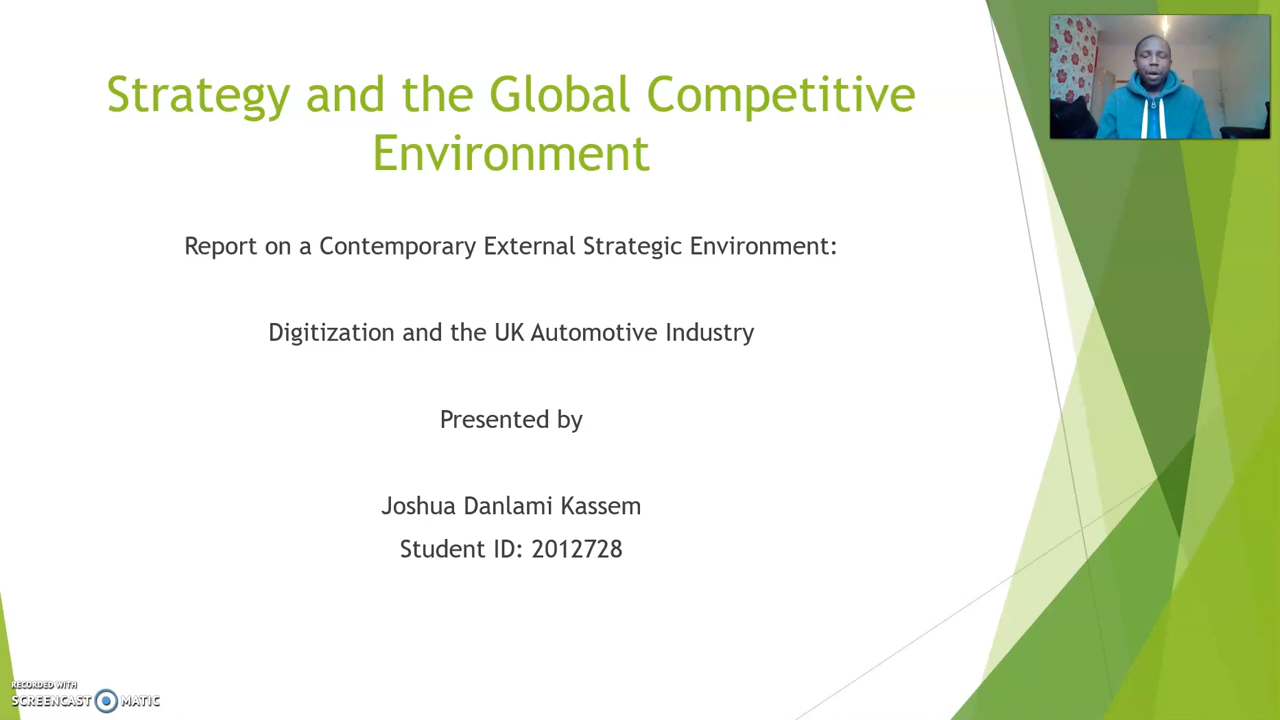 Strategy and the Global Competitive
Environment
Report on a Contemporary External Strategic Environment:
Digitization and the UK Automotive Industry
Presented by
Joshua Danlami Kassem
Student ID: 2012728
RECORDED WITH
SCREENCAST MATIC